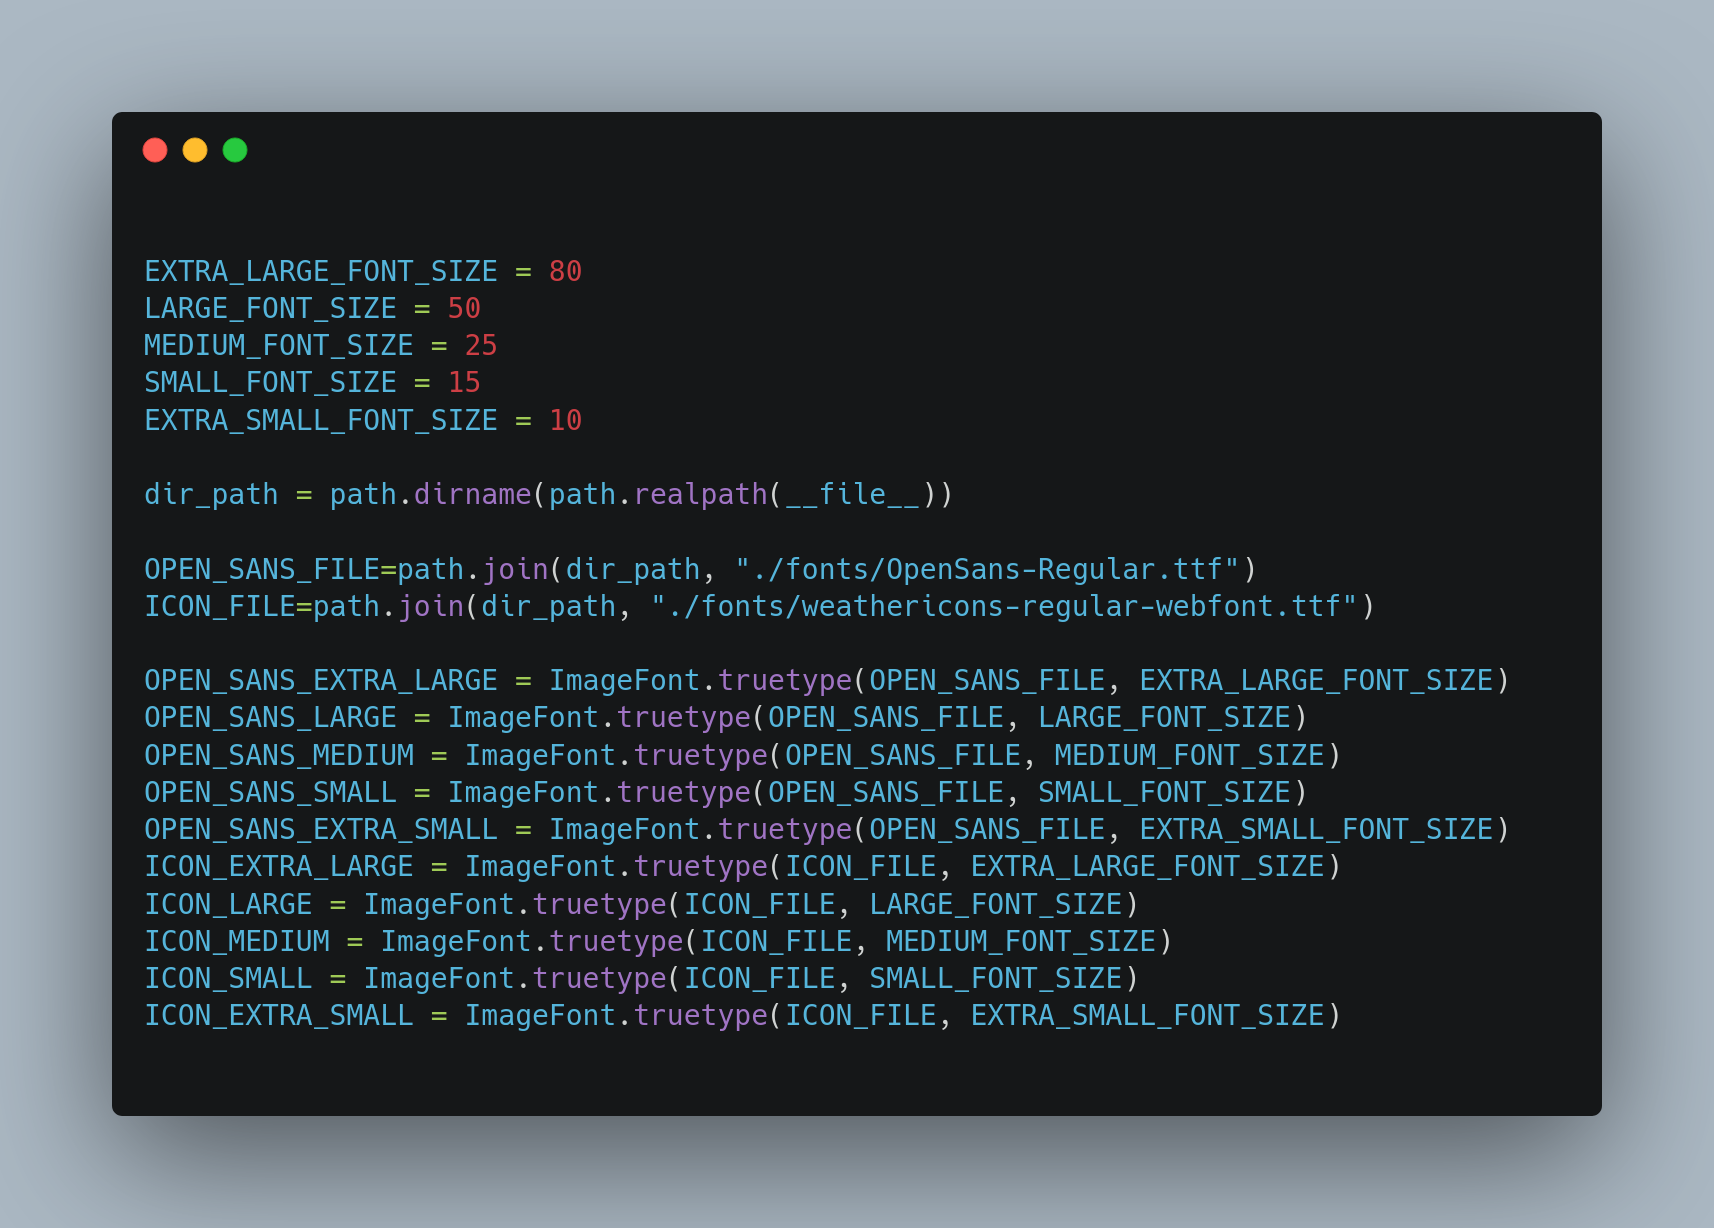 EXTRA_LARGE_FONT_SIZE = 80
LARGE_FONT_SIZE = 50
MEDIUM_FONT_SIZE = 25
SMALL_FONT_SIZE = 15
EXTRA_SMALL_FONT_SIZE = 10
dir_path = path.dirname(path.realpath(__file__))
OPEN_SANS_FILE=path.join(dir_path, "./fonts/OpenSans-Regular.ttf")
ICON_FILE=path.join(dir_path, "./fonts/weathericons-regular-webfont.ttf")
OPEN_SANS_EXTRA_LARGE = ImageFont.truetype(OPEN_SANS_FILE, EXTRA_LARGE_FONT_SIZE)
OPEN_SANS_LARGE = ImageFont.truetype(OPEN_SANS_FILE, LARGE_FONT_SIZE)
OPEN_SANS_MEDIUM = ImageFont.truetype(OPEN_SANS_FILE, MEDIUM_FONT_SIZE)
OPEN_SANS_SMALL = ImageFont.truetype(OPEN_SANS_FILE, SMALL_FONT_SIZE)
OPEN_SANS_EXTRA_SMALL = ImageFont.truetype(OPEN_SANS_FILE, EXTRA_SMALL_FONT_SIZE)
ICON_EXTRA_LARGE = ImageFont.truetype(ICON_FILE, EXTRA_LARGE_FONT_SIZE)
ICON_LARGE = ImageFont.truetype(ICON_FILE, LARGE_FONT_SIZE)
ICON_MEDIUM = ImageFont.truetype(ICON_FILE, MEDIUM_FONT_SIZE)
ICON_SMALL = ImageFont.truetype(ICON_FILE, SMALL_FONT_SIZE)
ICON_EXTRA_SMALL = ImageFont.truetype(ICON_FILE, EXTRA_SMALL_FONT_SIZE)